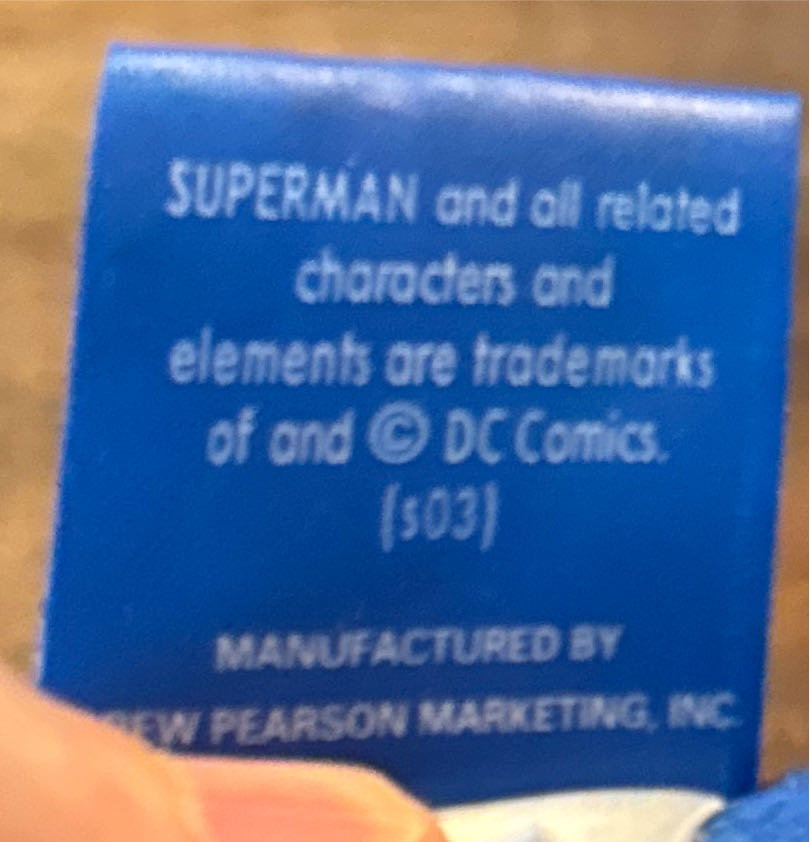 SUPERMAN and all related
characters and
elements are trademarks
of and © DC Comics.
(s03)
MANUFACTURED BY
PEARSON MARKETING, INC.